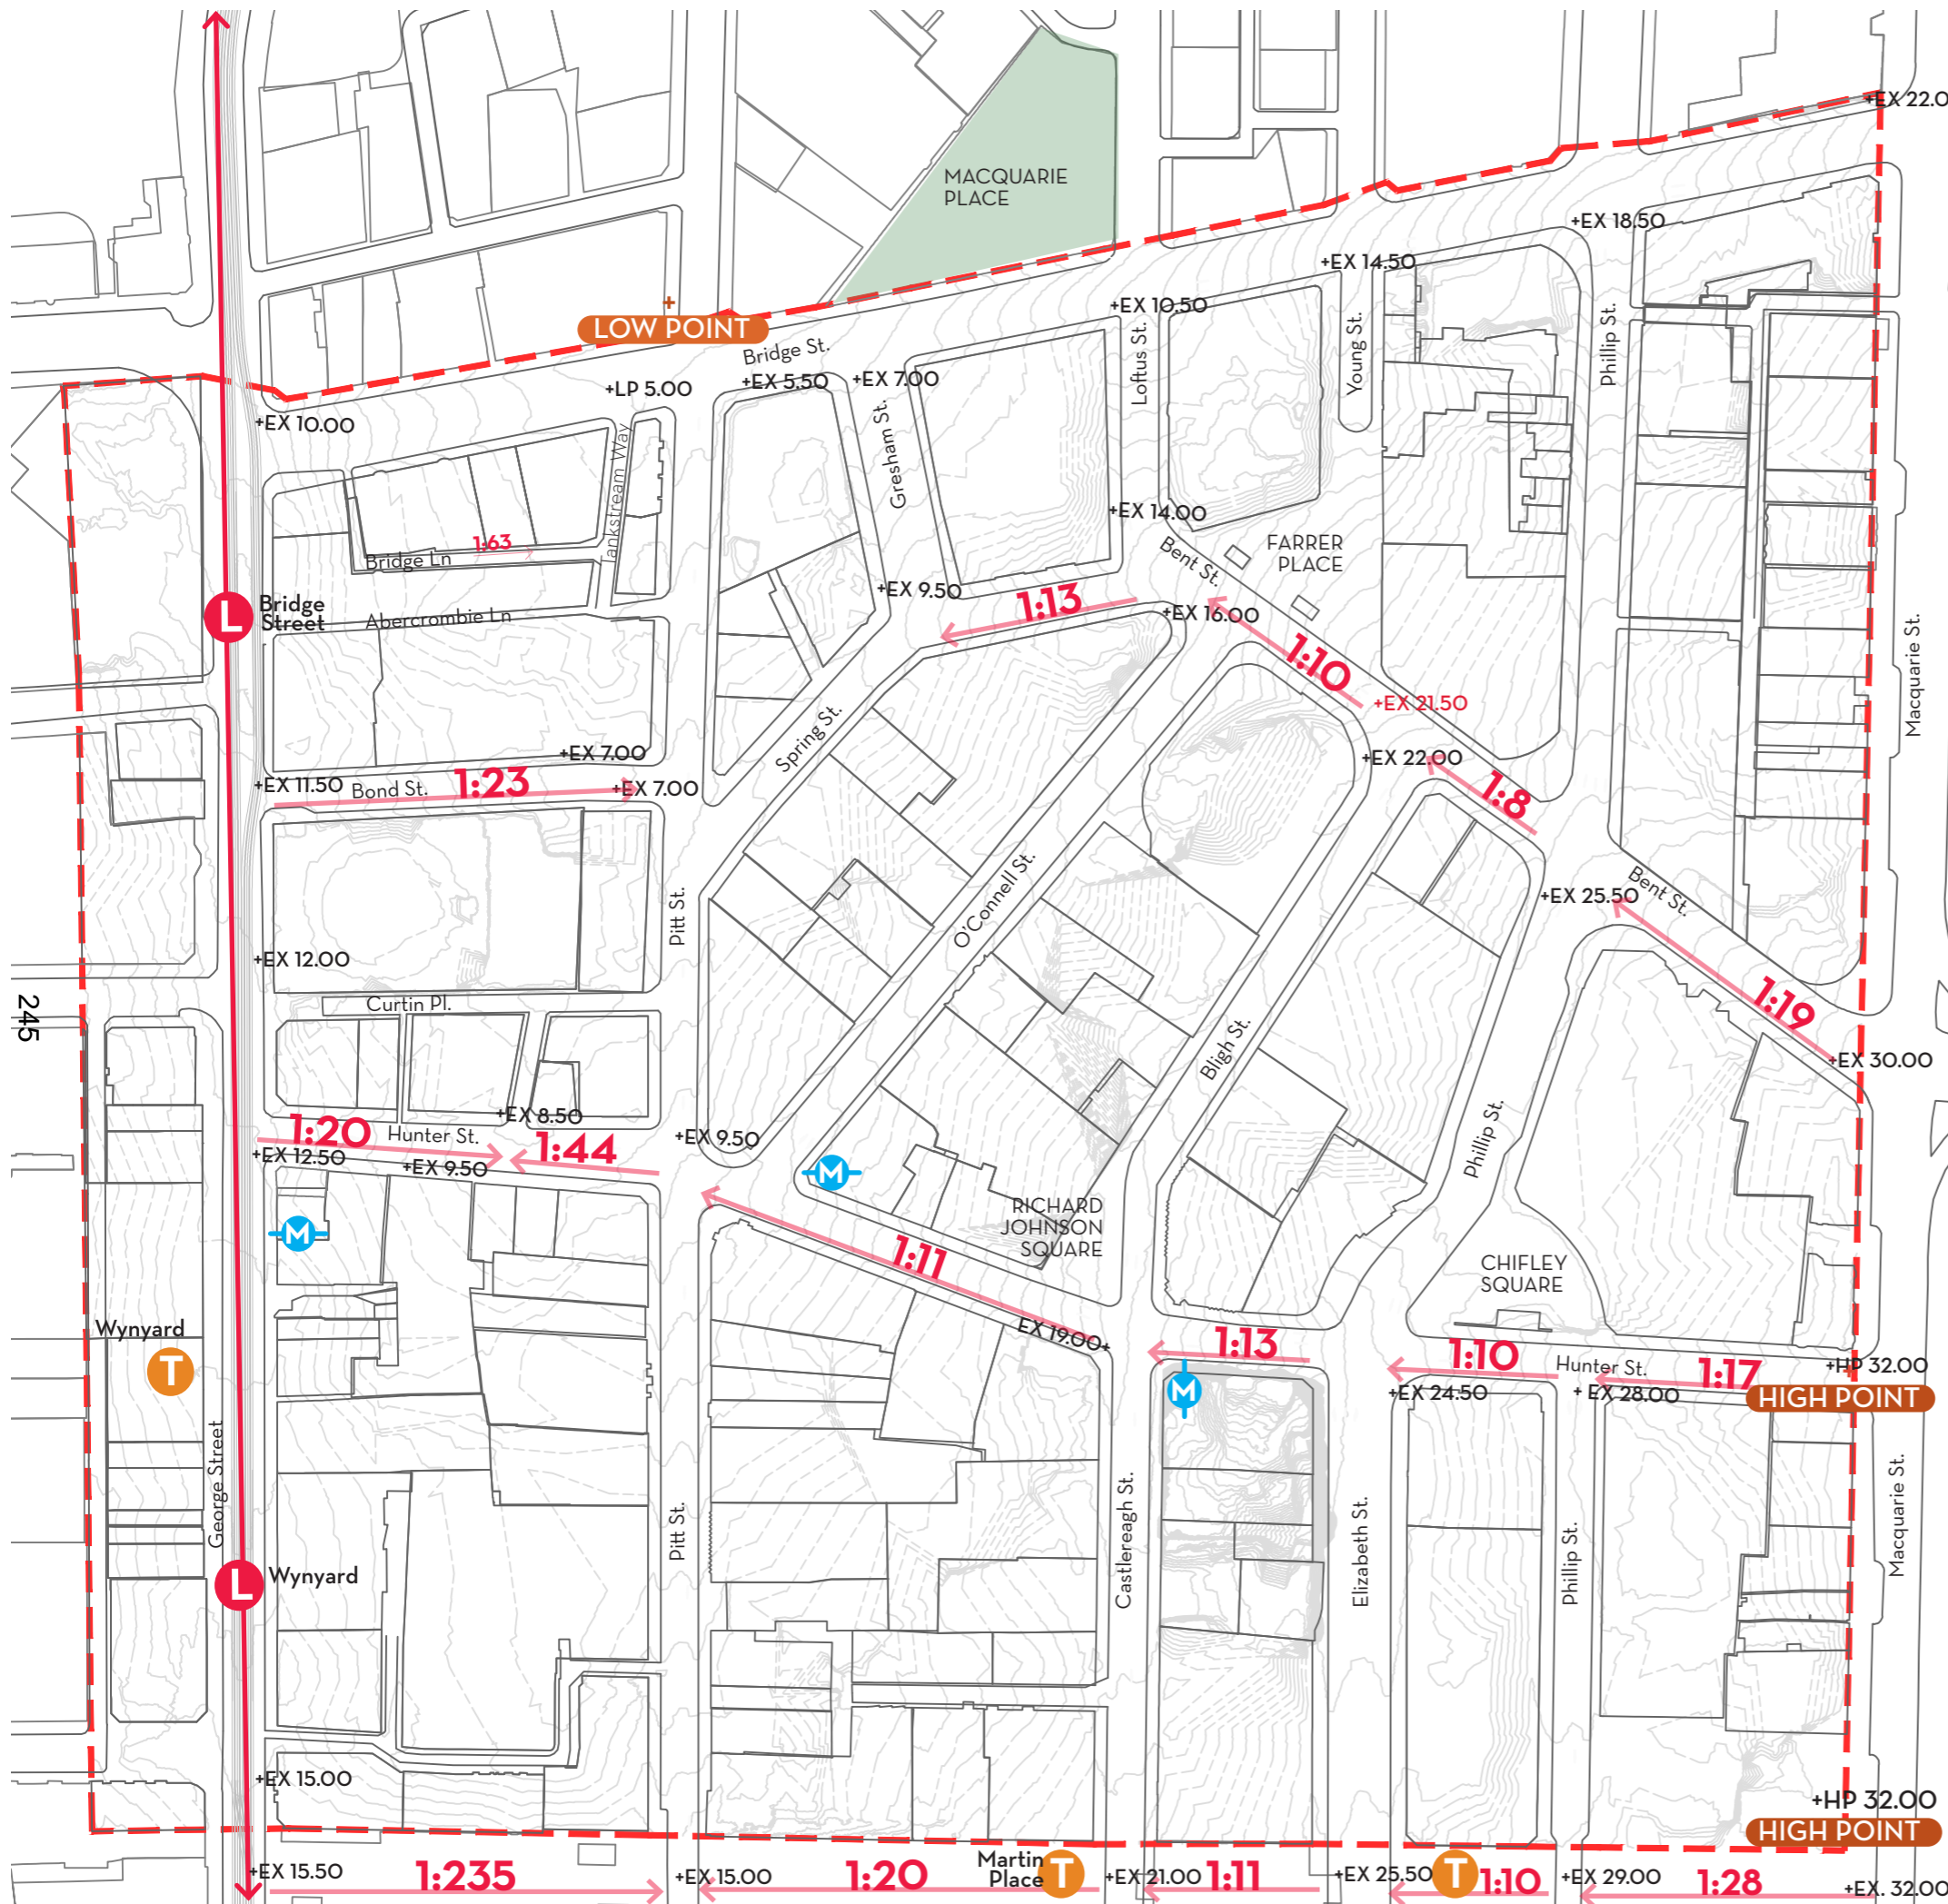 +EX 22.0
MACQUARIE
PLACE
+EX 18.50
+EX 14.50
+EX 10.50
LOW POINT
Bridge St.
Loftus St.
Young St.
Phillip St.
+LP 5.00
+EX 5.50
+EX 7.00
+EX 10.00
Gresham St.
Tankstream Way
+EX 14.00
1:63
Bridge Ln
Bent St.
FARRER
PLACE
+EX 9.50
1:13
L
Bridge
Street
Abercrombie Ln
+EX 16.00
1:10
Macquarie St.
+EX 21.50
Spring St.
+EX 7.00
+EX 22.00
+EX 11.50
Bond St.
1:23
+EX 7.00
1:8
O'Connell St.
Pitt St.
+EX 25.50
Bent St.
+EX 12.00
245
Curtin Pl.
1:19
Bligh St.
+EX 30.00
+EX 8.50
1:20
Hunter St.
1:44
+EX 9.50
Phillip St.
+EX 12.50
+EX 9.50
M
M
RICHARD
JOHNSON
SQUARE
1:11
CHIFLEY
SQUARE
Wynyard
T
EX 19.00+
1:13
1:10
Hunter St.
1:17
+HP 32.00
M
+EX 24.50
+ EX 28.00
HIGH POINT
George Street
Pitt St.
Castlereagh St.
Elizabeth St.
Phillip St.
Macquarie St.
L
Wynyard
+EX 15.00
+HP 32.00
HIGH POINT
+EX 15.50
1:235
+EX 15.00
1:20
Martin
Place
T
+EX 21.00
1:11
+EX 25.50
T
1:10
+EX 29.00
1:28
+EX. 32.00